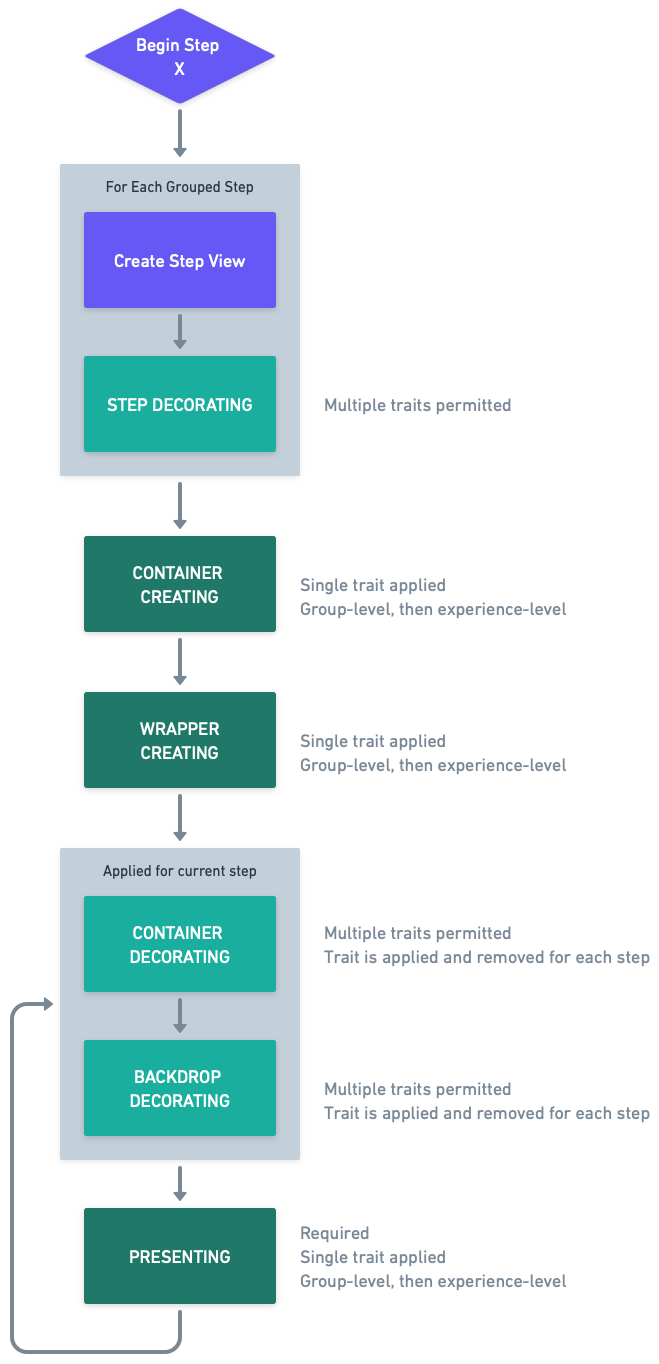 Begin Step
X
For Each Grouped Step
Create Step View
STEP DECORATING
Multiple traits permitted
CONTAINER
CREATING
Single trait applied
Group-level, then experience-level
WRAPPER
CREATING
Single trait applied
Group-level, then experience-level
Applied for current step
CONTAINER
DECORATING
Multiple traits permitted
Trait is applied and removed for each step
BACKDROP
DECORATING
Multiple traits permitted
Trait is applied and removed for each step
PRESENTING
Required
Single trait applied
Group-level, then experience-level